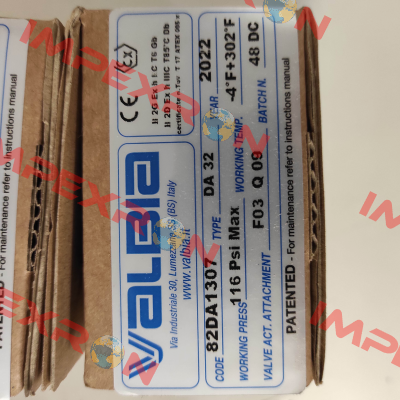 VALBIA
Via Industriale 30, Lumezzane SS (BS) Italy
www.valbia.it
CE Ex
II 2G Ex h IIC T6 Gb
II 2D Ex h IIIC T85°C Db
CODE 82DA1307 TYPE DA 32 YEAR 2022
WORKING PRESS. 116 Psi Max WORKING TEMP. -4°F+302°F
VALVE ACT. ATTACHMENT F03 Q 09 BATCH N. 48 DC
PATENTED - For maintenance refer to instructions manual
PATENTED - For maintenance refer to instructions manual
IMPEXRON